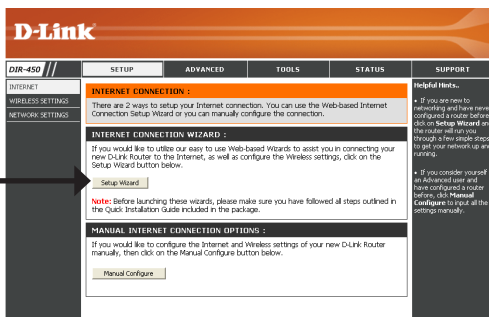 D-Link
DIR-450
SETUP
ADVANCED
TOOLS
STATUS
SUPPORT
INTERNET
WIRELESS SETTINGS
NETWORK SETTINGS
INTERNET CONNECTION :
There are 2 ways to setup your Internet connection. You can use the Web-based Internet
Connection Setup Wizard or you can manually configure the connection.
INTERNET CONNECTION WIZARD :
If you would like to utilize our easy to use Web-based Wizards to assist you in connecting your
new D-Link Router to the Internet, as well as configure the Wireless settings, click on the
Setup Wizard button below.
Setup Wizard
Note: Before launching these wizards, please make sure you have followed all steps outlined in
the Quick Installation Guide included in the package.
MANUAL INTERNET CONNECTION OPTIONS :
If you would like to configure the Internet and Wireless settings of your new D-Link Router
manually, then click on the Manual Configure button below.
Manual Configure
Helpful Hints..
• If you are new to
networking and have neve
configured a router before
click on Setup Wizard an
the router will run you
through a few simple steps
to get your network up an
running.
• If you consider yourself
an Advanced user and
have configured a router
before, click Manual
Configure to input all the
settings manually.